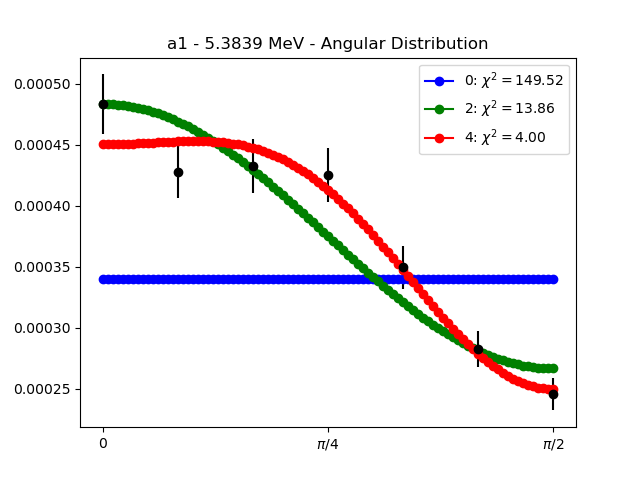 a1 - 5.3839 MeV - Angular Distribution
0: χ² = 149.52
2: χ² = 13.86
4: χ² = 4.00
0.00050
0.00045
0.00040
0.00035
0.00030
0.00025
0 π/4 π/2